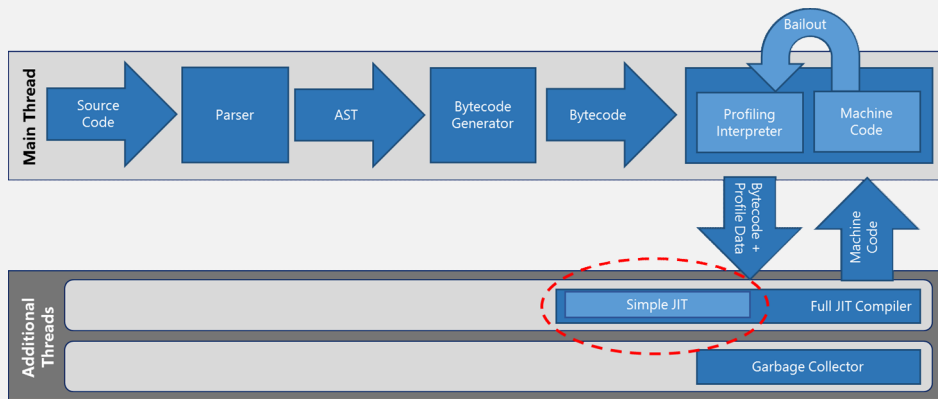 Bailout
Main Thread
Source
Code
Parser
AST
Bytecode
Generator
Bytecode
Profiling
Interpreter
Machine
Code
Bytecode +
Profile Data
Machine
Code
Additional
Threads
Simple JIT
Full JIT Compiler
Garbage Collector